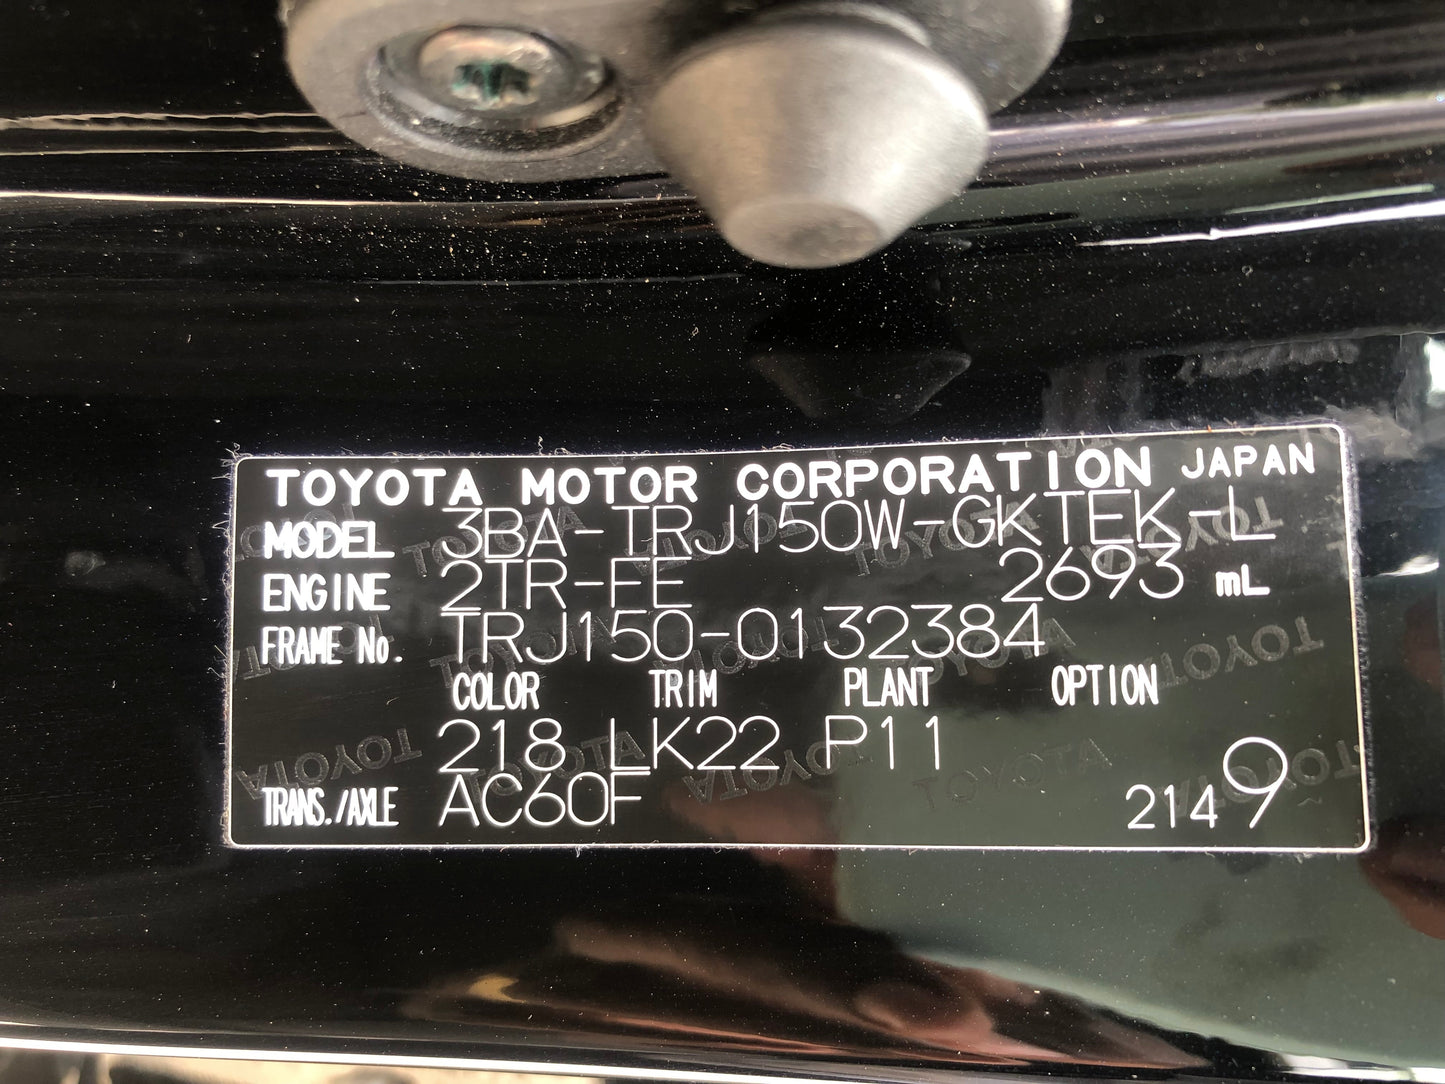 TOYOTA MOTOR CORPORATION JAPAN
MODEL 3BA-TRJ150W-GKTEK-L
ENGINE 2TR-FE 2693 mL
FRAME No. TRJ150-0132384
COLOR TRIM PLANT OPTION
218 LK22 P11
TRANS./AXLE AC60F 2149